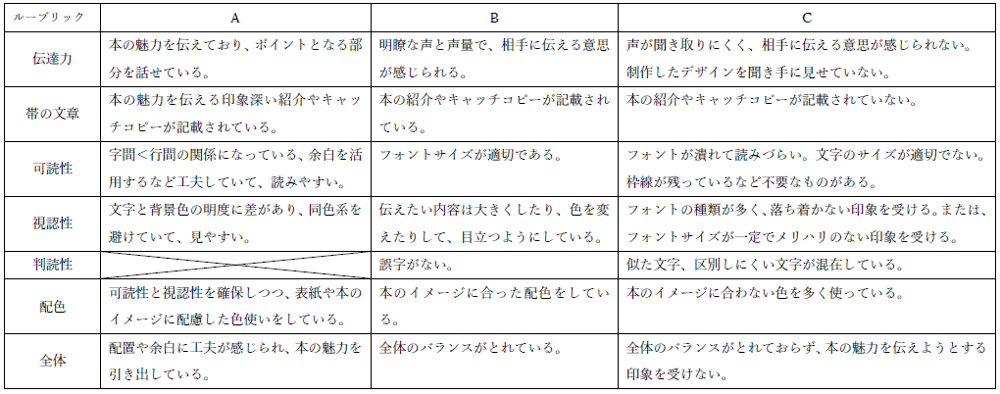 ルーブリック A B C
伝達力
本の魅力を伝えており、ポイントとなる部
分を話せている。
明瞭な声と声量で、相手に伝える意思
が感じられる。
声が聞き取りにくく、相手に伝える意思が感じられない。
制作したデザインを聞き手に見せていない。
帯の文章
本の魅力を伝える印象深い紹介やキャッ
チコピーが記載されている。
本の紹介やキャッチコピーが記載され
ている。
本の紹介やキャッチコピーが記載されていない。
可読性
字間<行間の関係になっている、余白を活
用するなど工夫していて、読みやすい。
フォントサイズが適切である。
フォントが潰れて読みづらい。文字のサイズが適切でない。
枠線が残っているなど不要なものがある。
視認性
文字と背景色の明度に差があり、同色系を
避けていて、見やすい。
伝えたい内容は大きくしたり、色を変
えたりして、目立つようにしている。
フォントの種類が多く、落ち着かない印象を受ける。または、
フォントサイズが一定でメリハリのない印象を受ける。
判読性
誤字がない。
似た文字、区別しにくい文字が混在している。
配色
可読性と視認性を確保しつつ、表紙や本の
イメージに配慮した色使いをしている。
本のイメージに合った配色をしてい
る。
本のイメージに合わない色を多く使っている。
全体
配置や余白に工夫が感じられ、本の魅力を
引き出している。
全体のバランスがとれている。
全体のバランスがとれておらず、本の魅力を伝えようとする
印象を受けない。